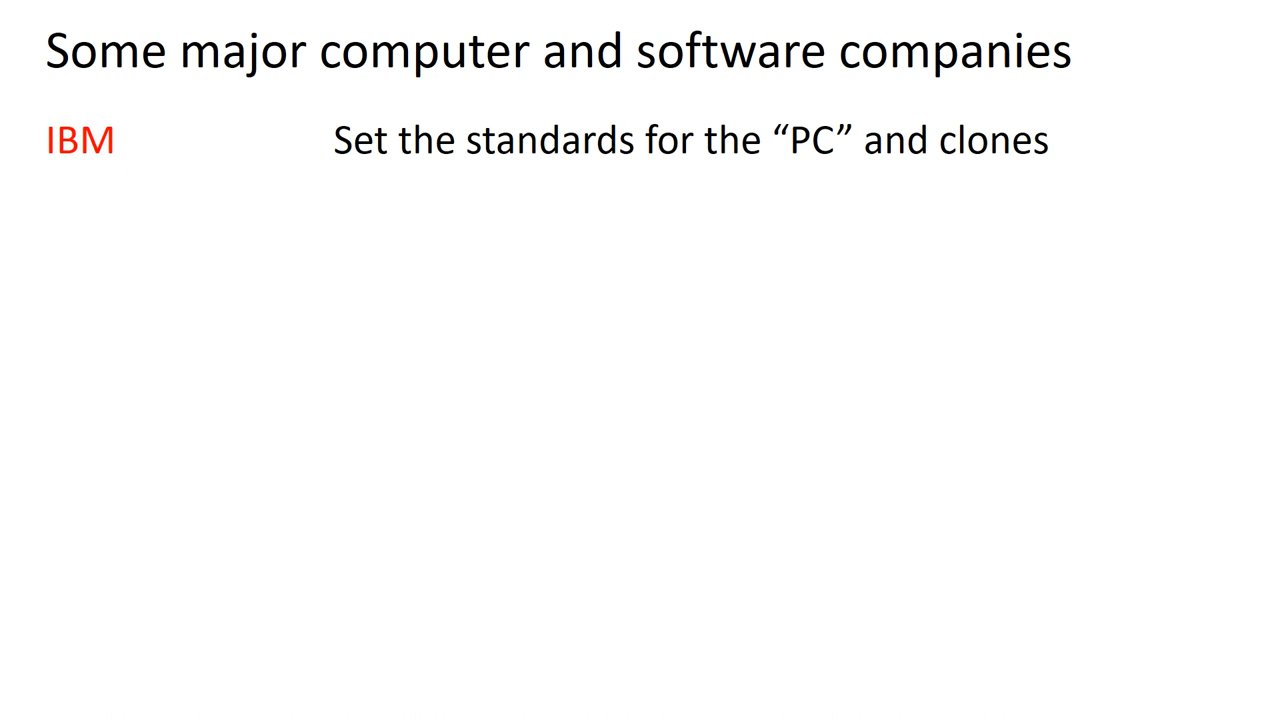 Some major computer and software companies
IBM Set the standards for the “PC” and clones